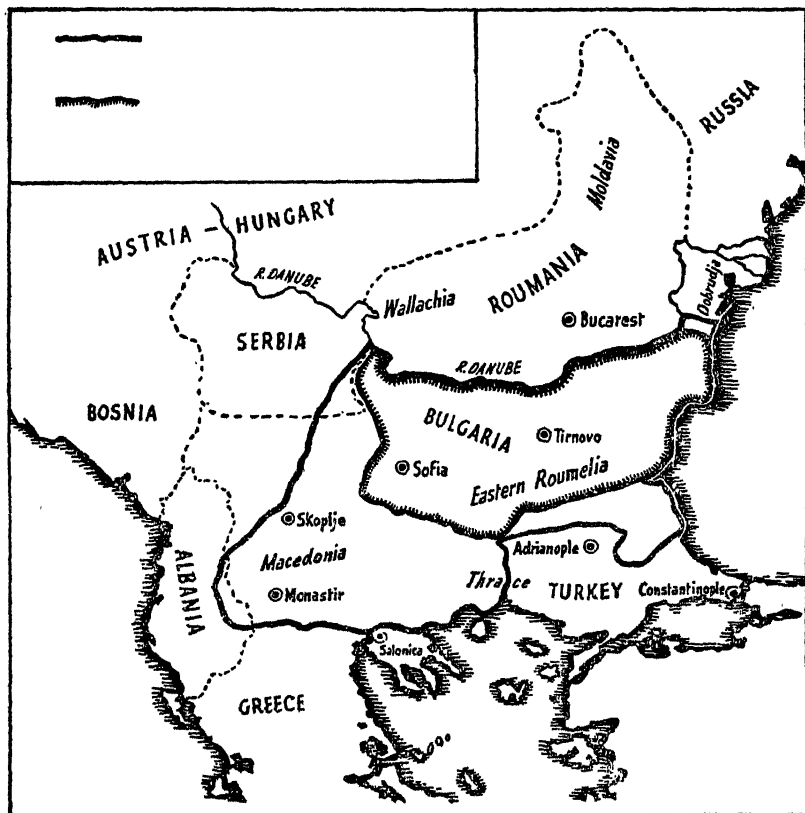 RUSSIA
Moldavia
AUSTRIA - HUNGARY
R. DANUBE
Wallachia
ROUMANIA
Dobrudja
Bucarest
SERBIA
R. DANUBE
BOSNIA
BULGARIA
Tirnovo
Sofia
Eastern Roumelia
Skoplje
Macedonia
Adrianople
ALBANIA
Monastir
Thrace
TURKEY
Constantinople
Salonica
GREECE